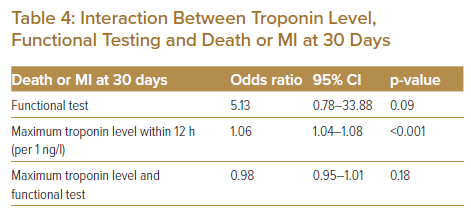 Table 4: Interaction Between Troponin Level,
Functional Testing and Death or MI at 30 Days
Death or MI at 30 days Odds ratio 95% CI p-value
Functional test 5.13 0.78–33.88 0.09
Maximum troponin level within 12 h 1.06 1.04–1.08 <0.001
(per 1 ng/l)
Maximum troponin level and 0.98 0.95–1.01 0.18
functional test